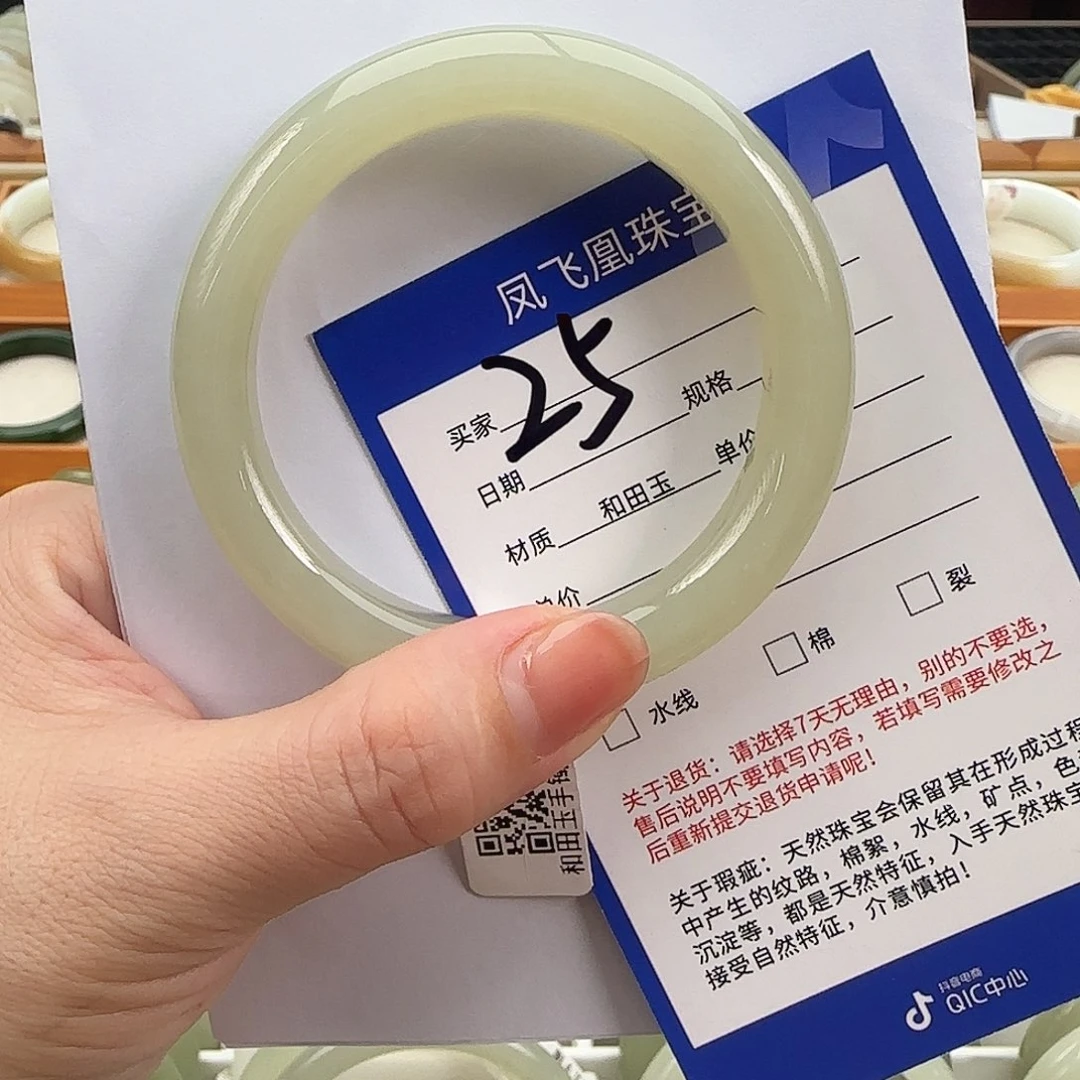 凤飞凰珠宝
25
买家
日期 规格
材质 和田玉 单价
单价
水线 棉 裂
关于退货：请选择7天无理由，别的不要选，
售后说明不要填写内容，若填写需要修改之
后重新提交退货申请呢！
关于瑕疵：天然珠宝会保留其在形成过程
中产生的纹路，棉絮，水线，矿点，色
沉淀等，都是天然特征，入手天然珠宝
接受自然特征，介意慎拍！
抖音电商
QIC中心
和田玉手